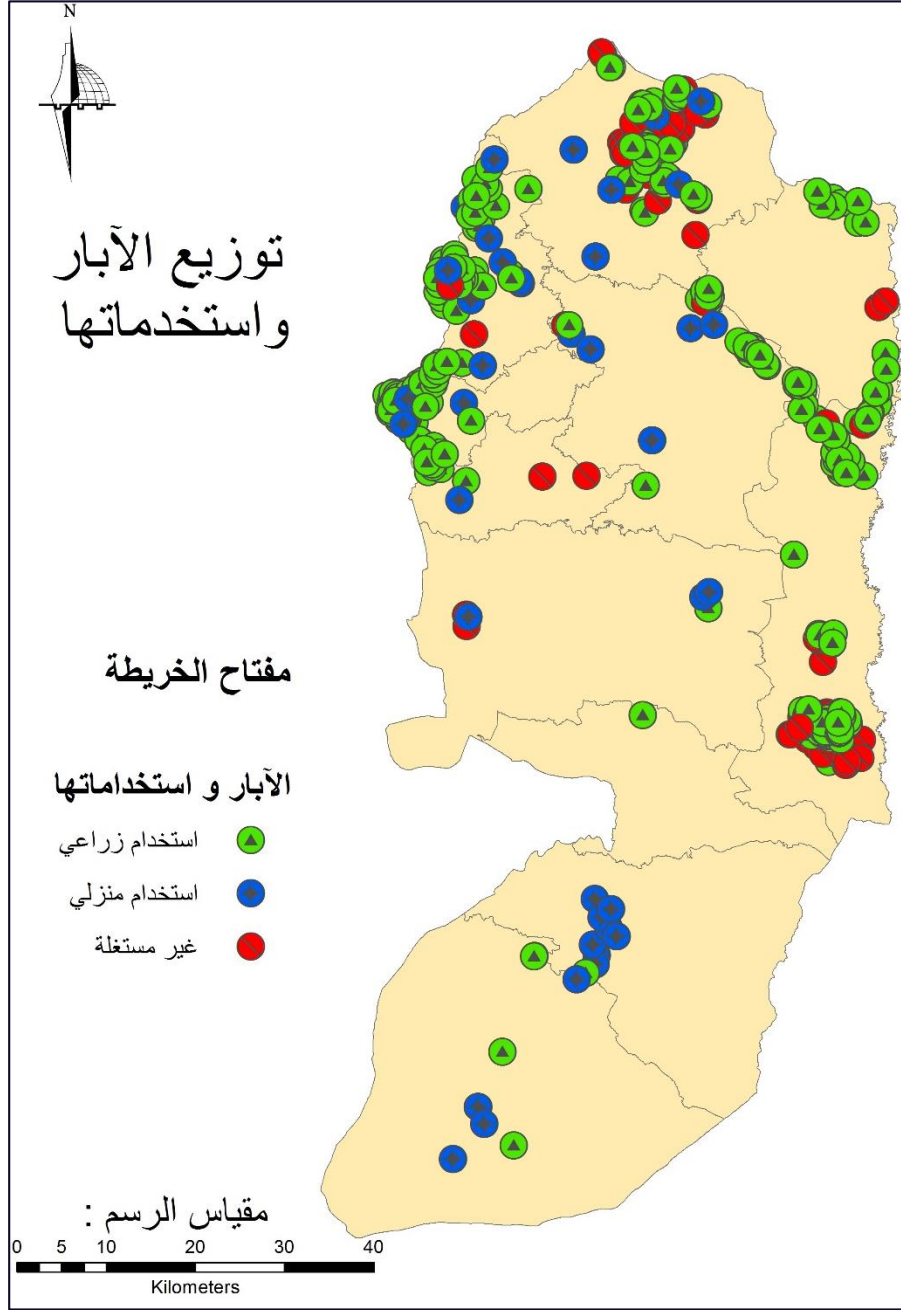 N
توزيع الآبار
واستخدماتها
مفتاح الخريطة
الآبار و استخداماتها
استخدام زراعي
استخدام منزلي
غير مستغلة
مقياس الرسم :
0 5 10 20 30 40
Kilometers